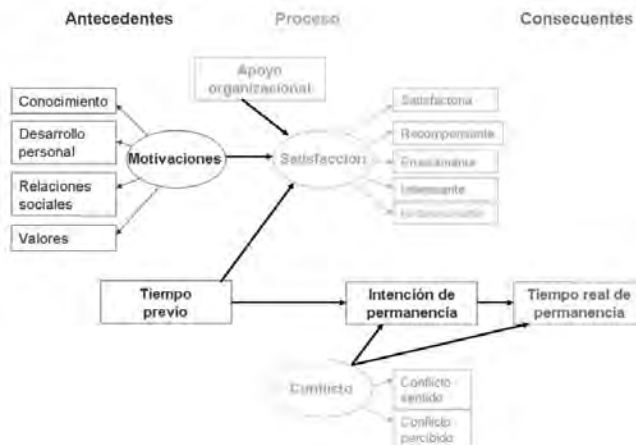 Antecedentes
Proceso
Consecuentes
Apoyo
organizacional
Conocimiento
Desarrollo
personal
Relaciones
sociales
Valores
Motivaciones
Satisfacción
Satisfactoria
Recompensante
Interesante
Tiempo
previo
Intención de
permanencia
Tiempo real de
permanencia
Conflicto
Conflicto
sentido
Conflicto
percibido